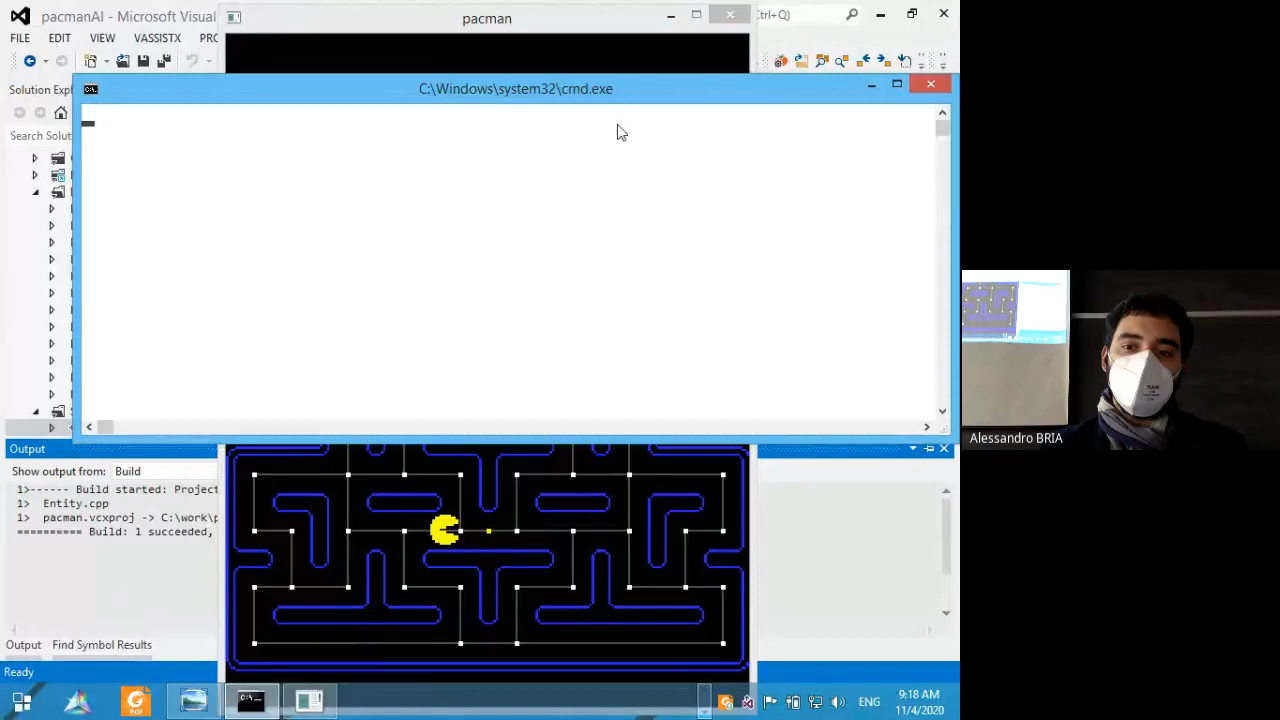 pacmanAI - Microsoft Visual
pacman
Ctrl+Q)
FILE EDIT VIEW VASSISTX
C:\Windows\system32\cmd.exe
Solution Expl
Search Solut
Alessandro BRIA
Output
Show output from: Build
1>------ Build started: Project
1> Entity.cpp
1> pacman.vcxproj -> C:\work\p
========== Build: 1 succeeded,
Output Find Symbol Results
Ready
PDF
ENG
9:18 AM
11/4/2020